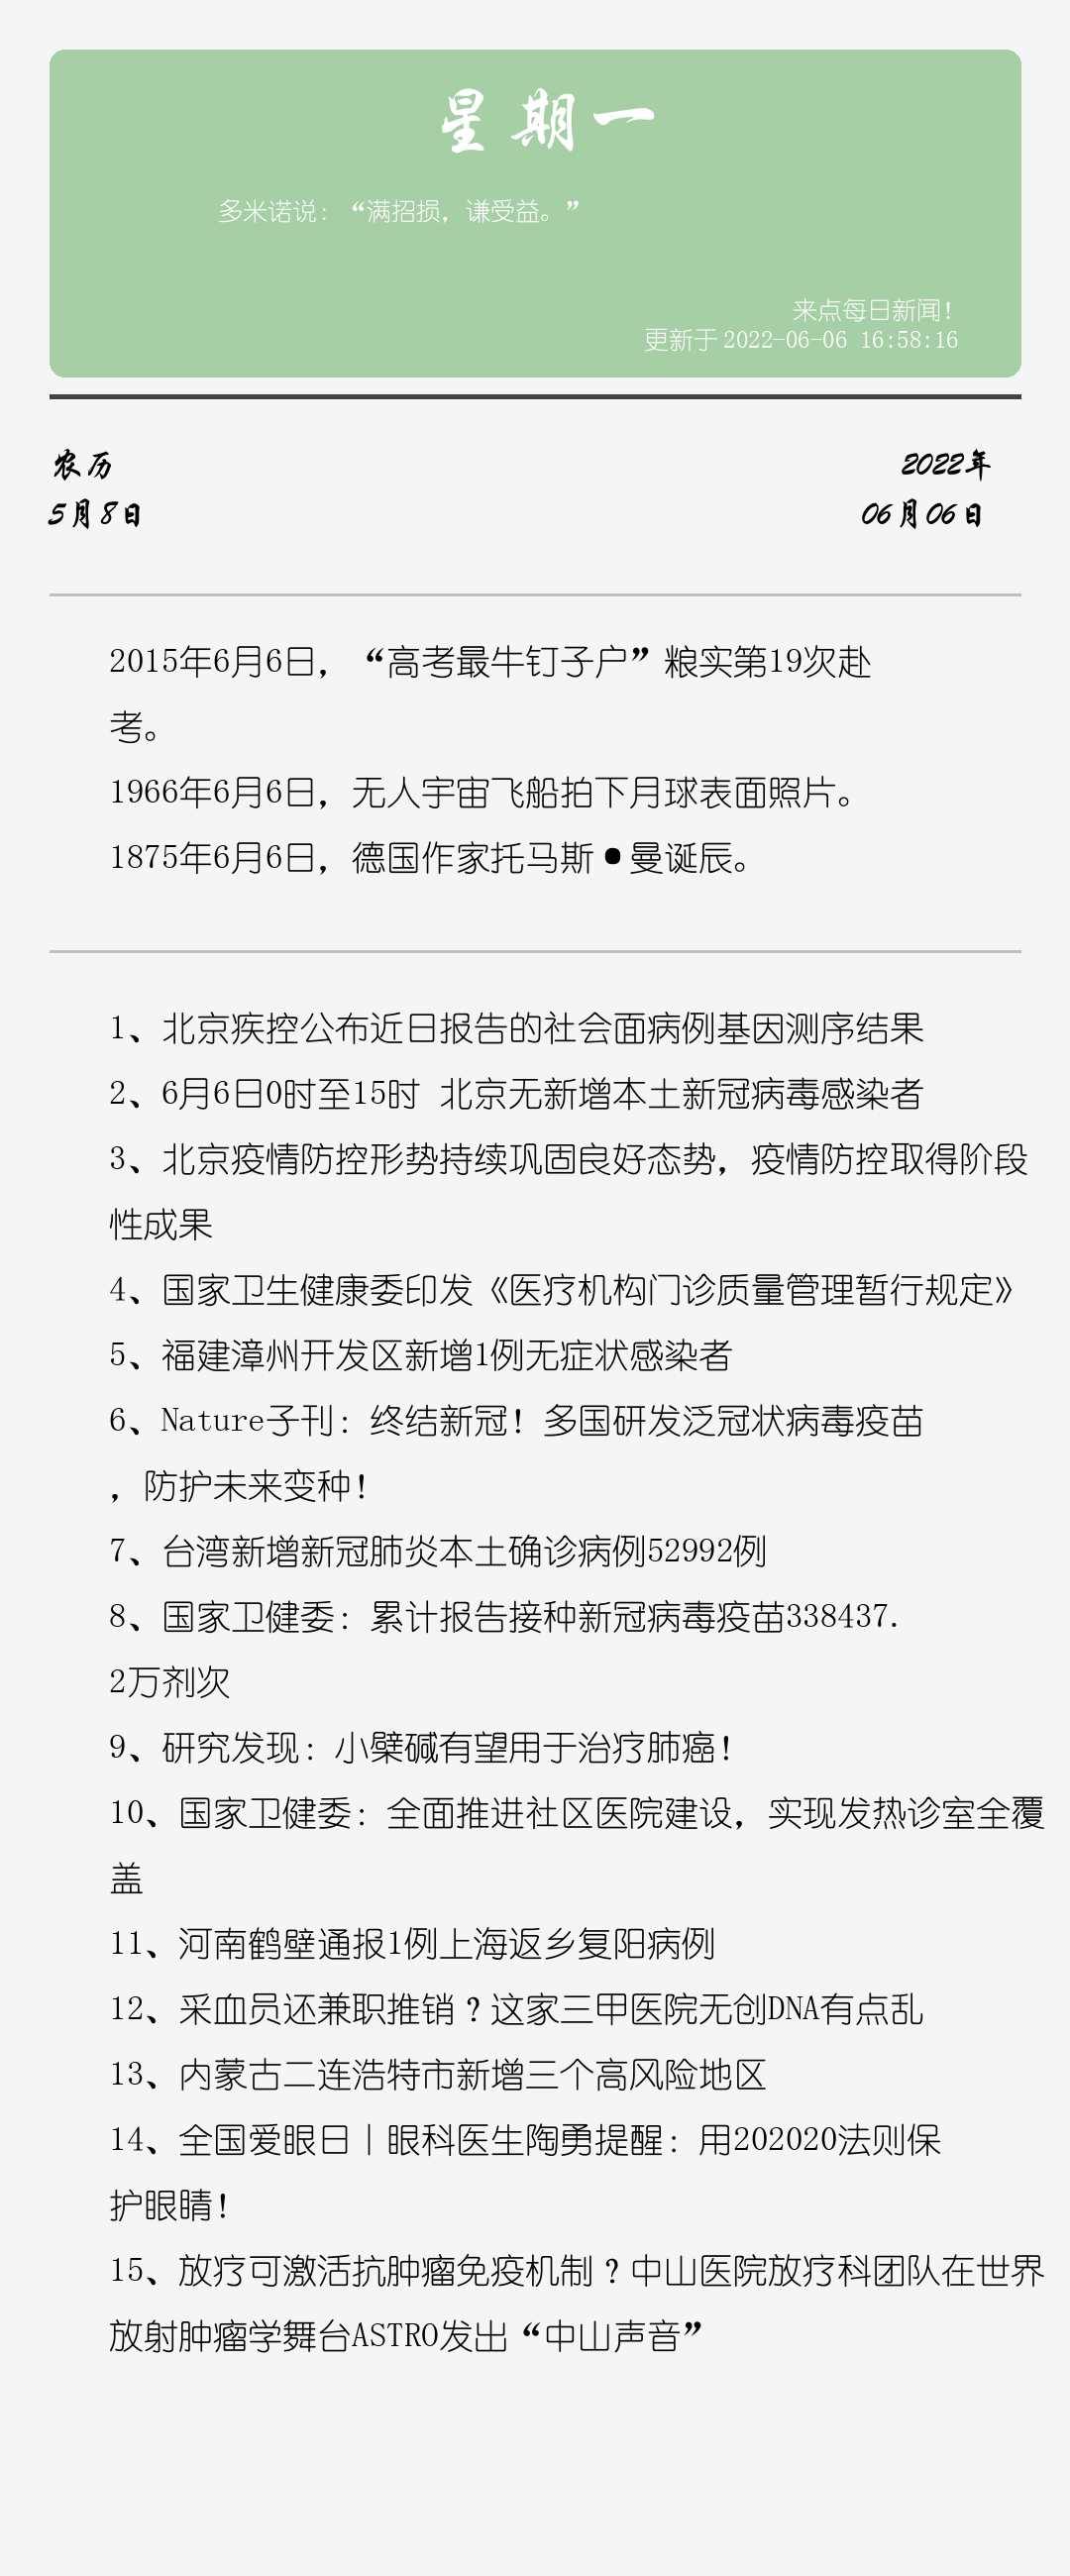 星期一
多米诺说：“满招损，谦受益。”
来点每日新闻！
更新于 2022-06-06 16:58:16
农历
2022年
5月8日
06月06日
2015年6月6日，“高考最牛钉子户”粮实第19次赴
考。
1966年6月6日，无人宇宙飞船拍下月球表面照片。
1875年6月6日，德国作家托马斯•曼诞辰。
1、北京疾控公布近日报告的社会面病例基因测序结果
2、6月6日0时至15时 北京无新增本土新冠病毒感染者
3、北京疫情防控形势持续巩固良好态势，疫情防控取得阶段
性成果
4、国家卫生健康委印发《医疗机构门诊质量管理暂行规定》
5、福建漳州开发区新增1例无症状感染者
6、Nature子刊：终结新冠！多国研发泛冠状病毒疫苗
，防护未来变种！
7、台湾新增新冠肺炎本土确诊病例52992例
8、国家卫健委：累计报告接种新冠病毒疫苗338437.
2万剂次
9、研究发现：小檗碱有望用于治疗肺癌！
10、国家卫健委：全面推进社区医院建设，实现发热诊室全覆
盖
11、河南鹤壁通报1例上海返乡复阳病例
12、采血员还兼职推销？这家三甲医院无创DNA有点乱
13、内蒙古二连浩特市新增三个高风险地区
14、全国爱眼日丨眼科医生陶勇提醒：用202020法则保
护眼睛！
15、放疗可激活抗肿瘤免疫机制？中山医院放疗科团队在世界
放射肿瘤学舞台ASTRO发出“中山声音”